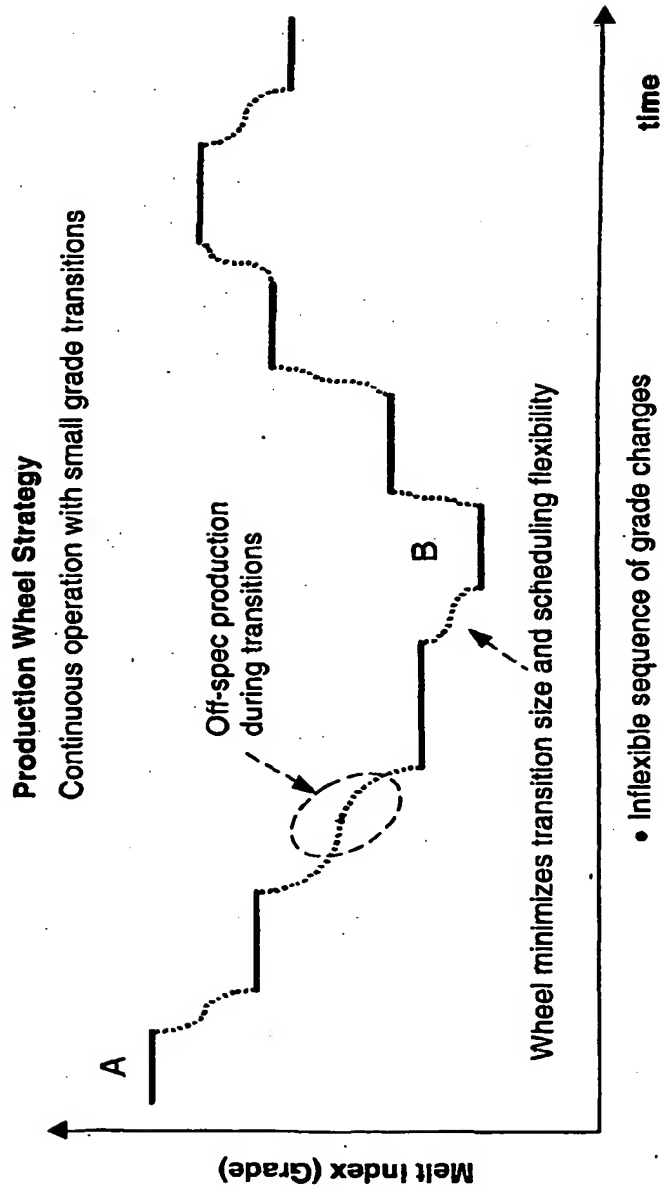 Production Wheel Strategy
Continuous operation with small grade transitions
A
Off-spec production
during transitions
B
Wheel minimizes transition size and scheduling flexibility
Melt Index (Grade)
time
• Inflexible sequence of grade changes